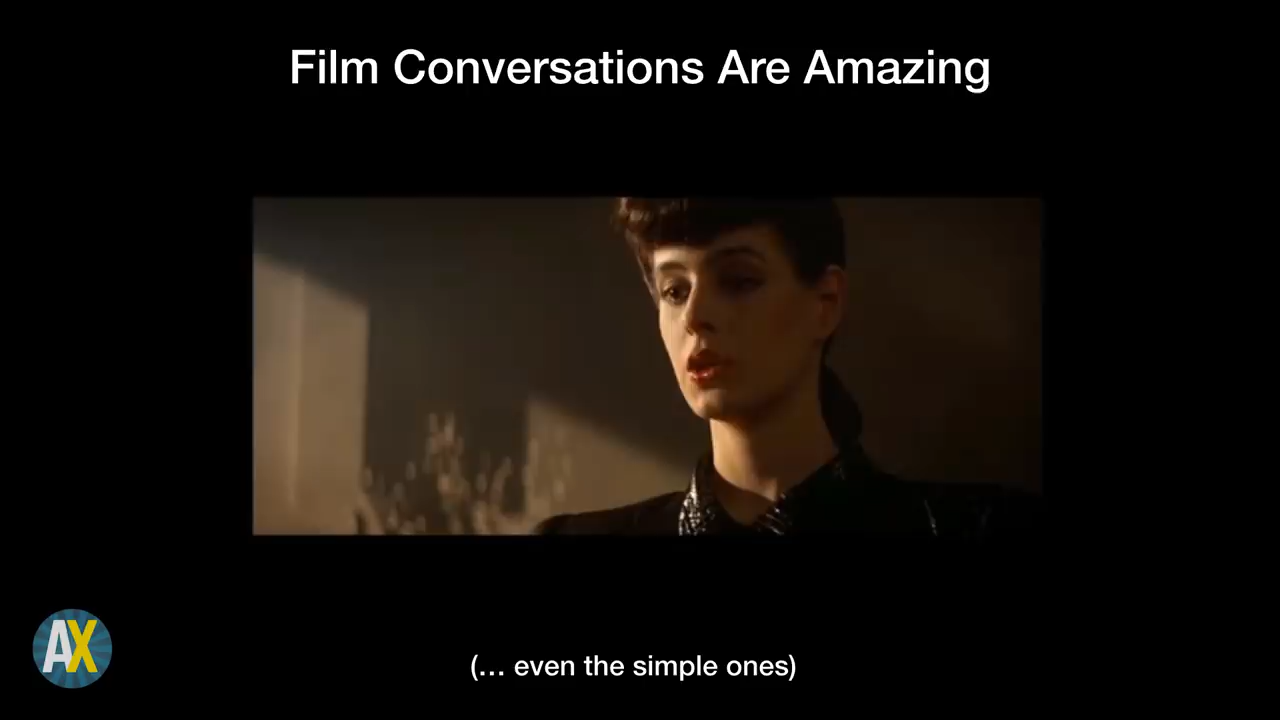 Film Conversations Are Amazing
AX
(... even the simple ones)